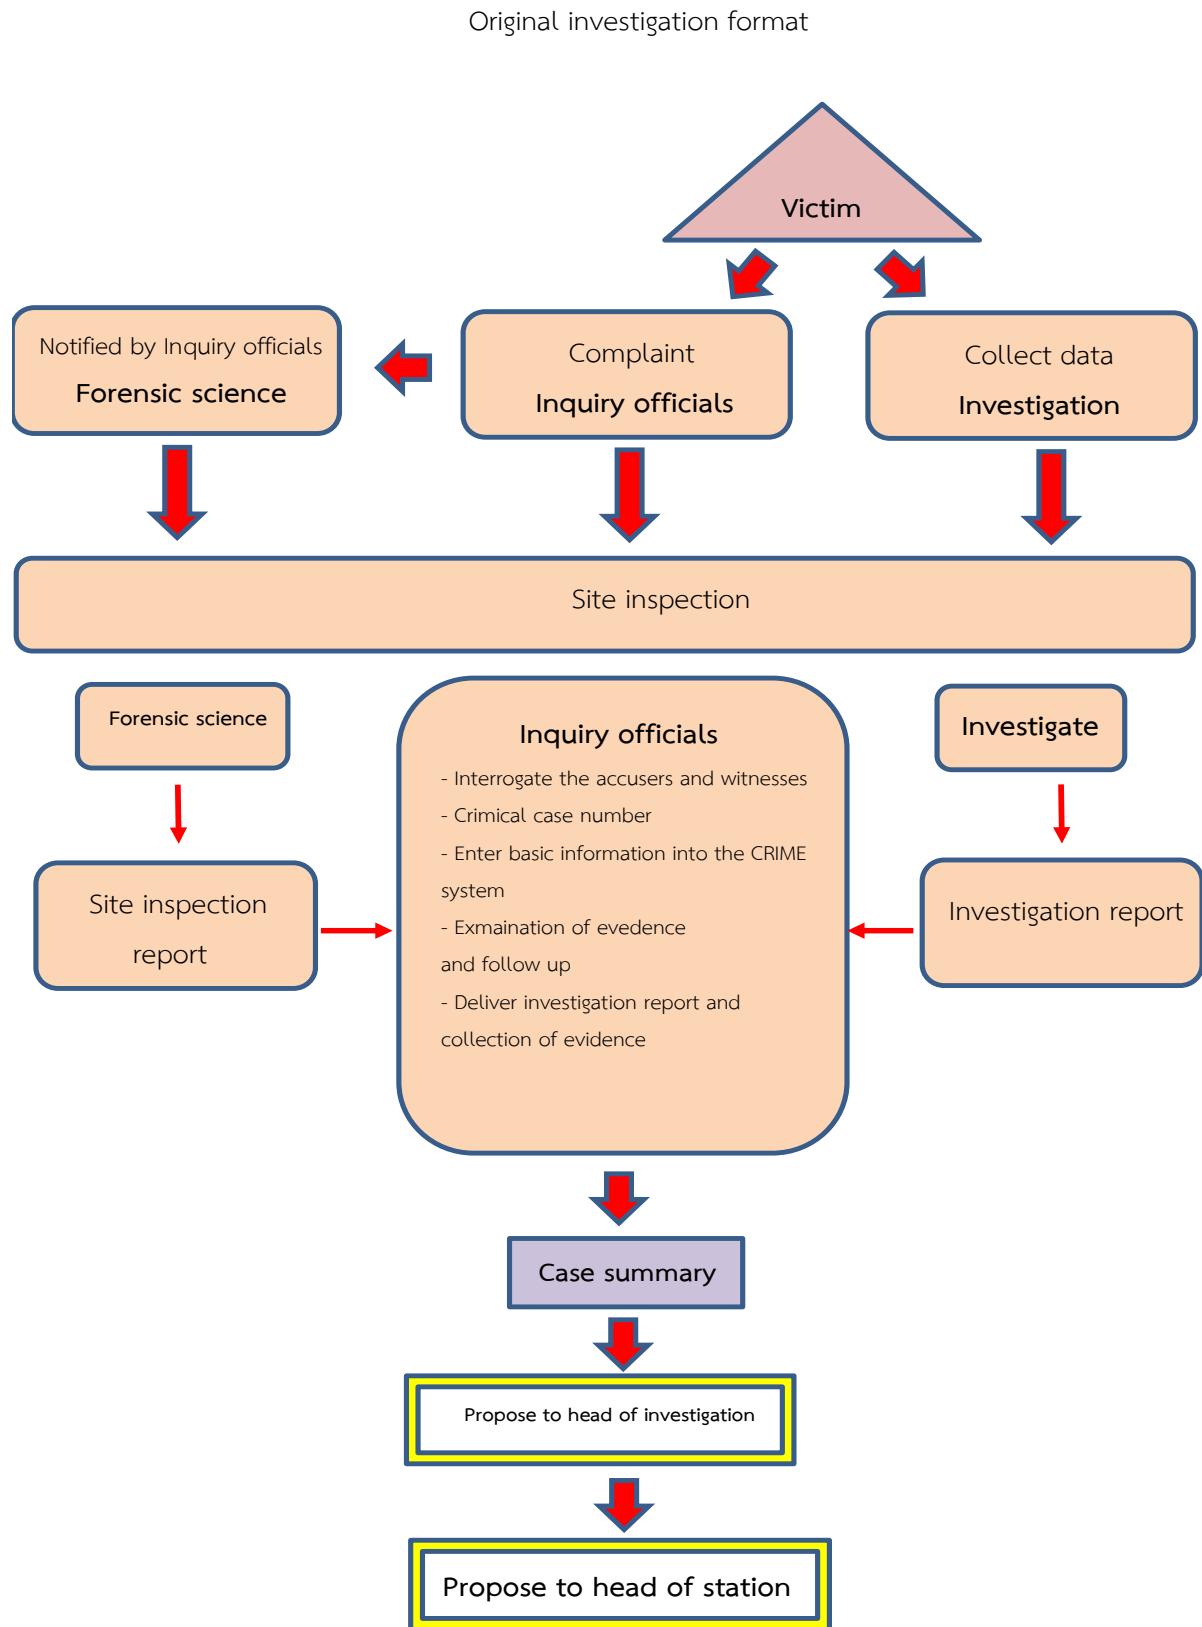 Original investigation format
Victim
Notified by Inquiry officials
Forensic science
Complaint
Inquiry officials
Collect data
Investigation
Site inspection
Forensic science
Inquiry officials
- Interrogate the accusers and witnesses
- Crimical case number
- Enter basic information into the CRIME
system
- Exmaination of evedence
and follow up
- Deliver investigation report and
collection of evidence
Investigate
Site inspection
report
Investigation report
Case summary
Propose to head of investigation
Propose to head of station